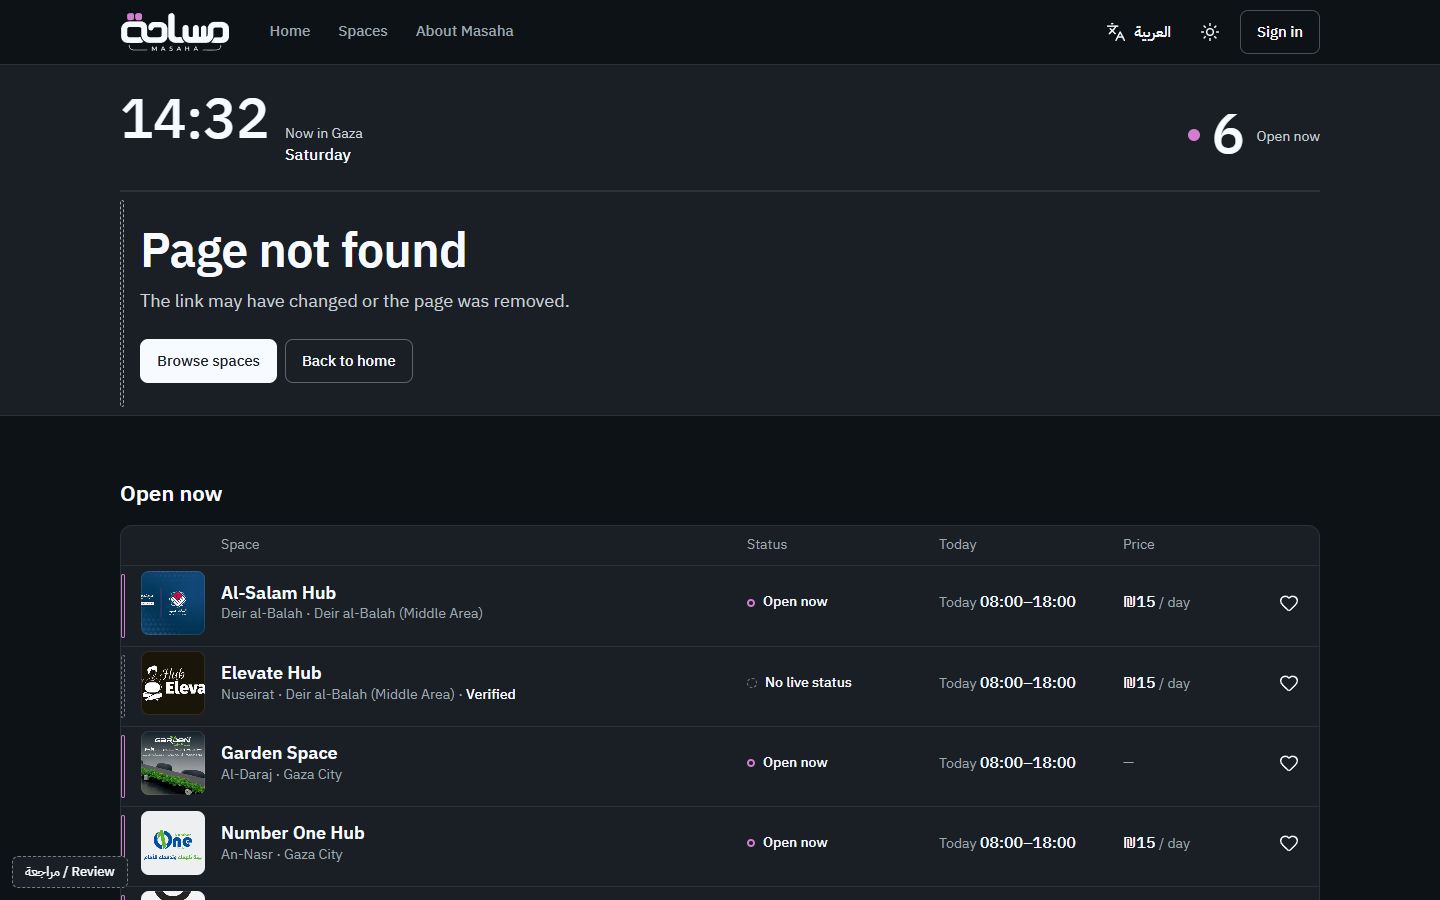 مساحة
MASAHA
Home
Spaces
About Masaha
العربية
Sign in
14:32
Now in Gaza
Saturday
6
Open now
Page not found
The link may have changed or the page was removed.
Browse spaces
Back to home
Open now
Space
Status
Today
Price
Al-Salam Hub
Deir al-Balah · Deir al-Balah (Middle Area)
Open now
Today 08:00–18:00
₪15 / day
Hub
Eleva
Elevate Hub
Nuseirat · Deir al-Balah (Middle Area) · Verified
No live status
Today 08:00–18:00
₪15 / day
GARDEN
Garden Space
Al-Daraj · Gaza City
Open now
Today 08:00–18:00
—
One
Number One Hub
An-Nasr · Gaza City
Open now
Today 08:00–18:00
₪15 / day
مراجعة / Review